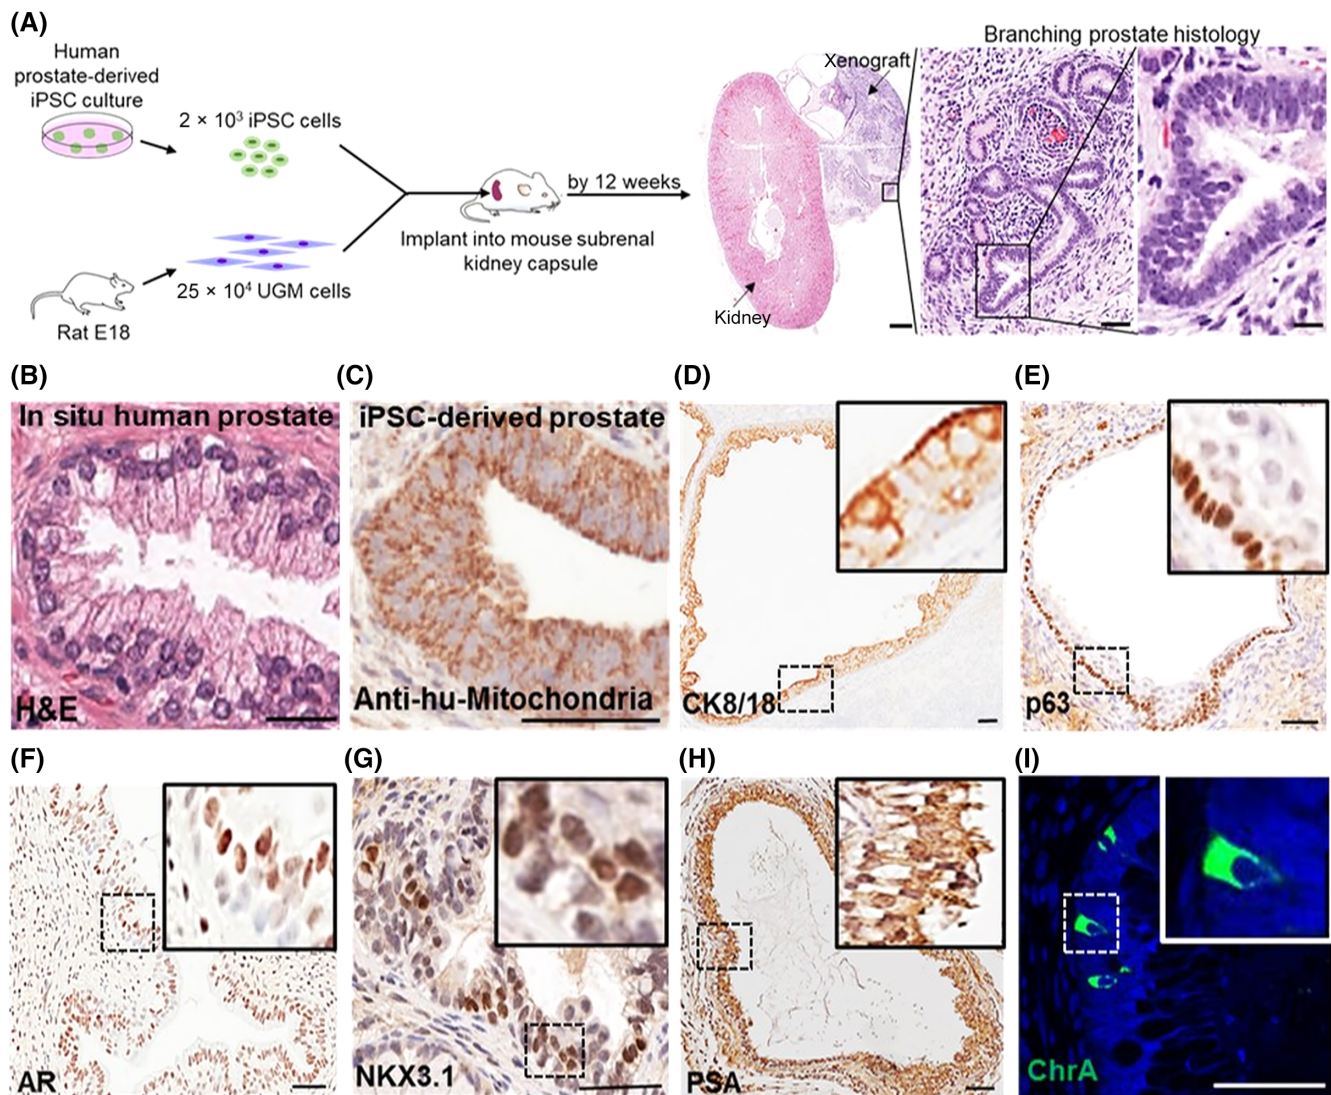 (A)
Human
prostate-derived
iPSC culture
2 × 10³ iPSC cells
25 × 10⁴ UGM cells
Rat E18
Implant into mouse subrenal
kidney capsule
by 12 weeks
Xenograft
Kidney
Branching prostate histology
(B)
In situ human prostate
H&E
(C)
iPSC-derived prostate
Anti-hu-Mitochondria
(D)
CK8/18
(E)
p63
(F)
AR
(G)
NKX3.1
(H)
PSA
(I)
ChrA